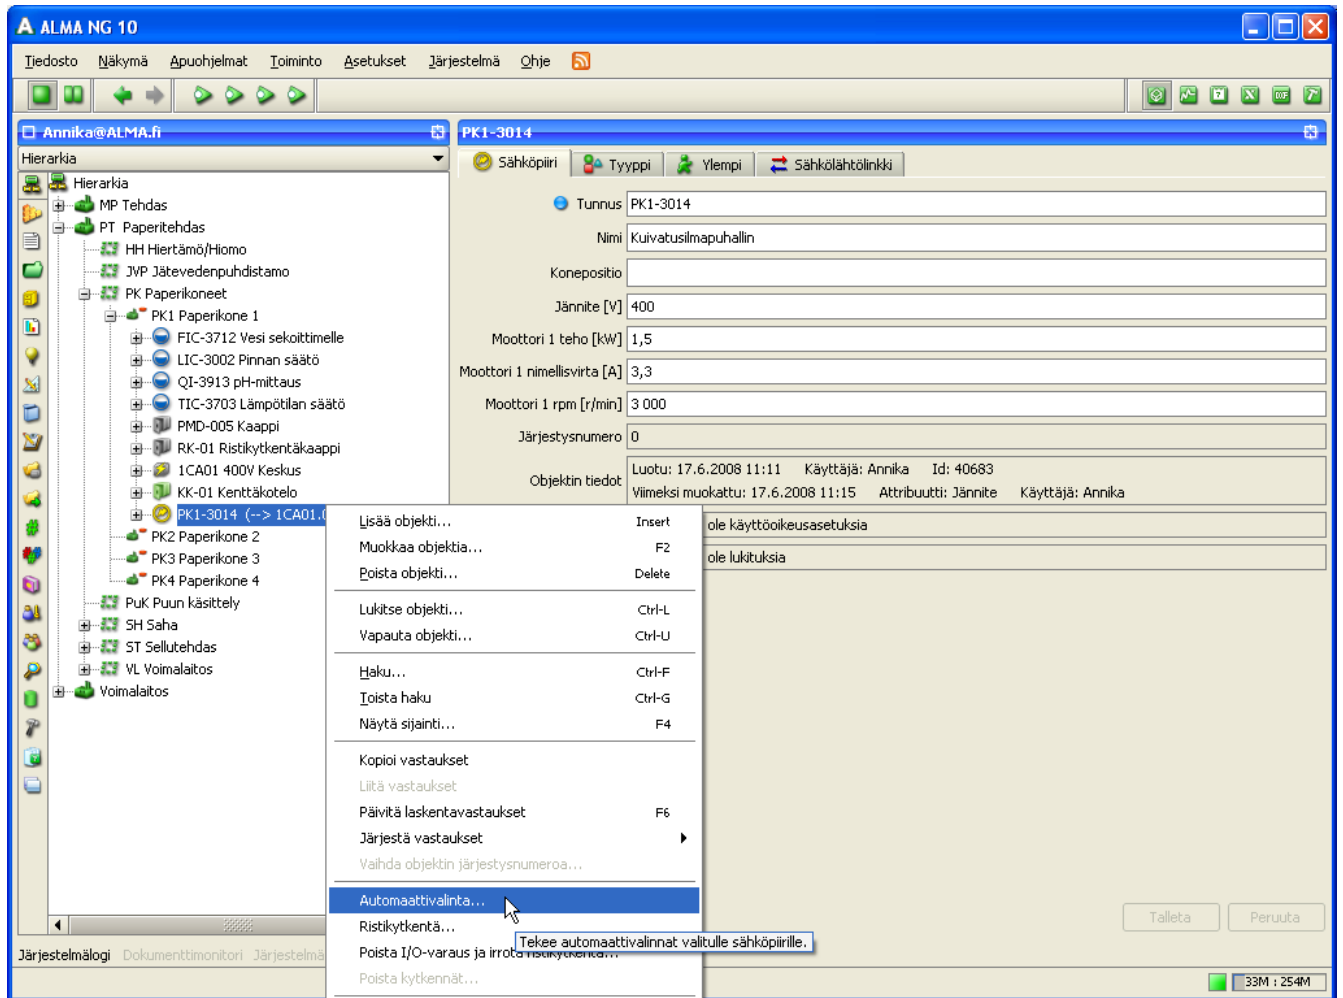 ALMA NG 10
Tiedosto Näkymä Apuohjelmat Toiminto Asetukset Järjestelmä Ohje
Annika@ALMA.fi
Hierarkia
Hierarkia
MP Tehdas
PT Paperitehdas
HH Hiertämö/Hiomo
JVP Jätevedenpuhdistamo
PK Paperikoneet
PK1 Paperikone 1
FIC-3712 Vesi sekoittimelle
LIC-3002 Pinnan säätö
QI-3913 pH-mittaus
TIC-3703 Lämpötilan säätö
PMD-005 Kaappi
RK-01 Ristikytkentäkaappi
1CA01 400V Keskus
KK-01 Kenttäkotelo
PK1-3014 (--> 1CA01.0
PK2 Paperikone 2
PK3 Paperikone 3
PK4 Paperikone 4
PuK Puun käsittely
SH Saha
ST Sellutehdas
VL Voimalaitos
Voimalaitos
PK1-3014
Sähköpiiri Tyyppi Ylempi Sähkölähtölinkki
Tunnus PK1-3014
Nimi Kuivatusilmapuhallin
Konepositio
Jännite [V] 400
Moottori 1 teho [kW] 1,5
Moottori 1 nimellisvirta [A] 3,3
Moottori 1 rpm [r/min] 3 000
Järjestysnumero 0
Objektin tiedot
Luotu: 17.6.2008 11:11 Käyttäjä: Annika Id: 40683
Viimeksi muokattu: 17.6.2008 11:15 Attribuutti: Jännite Käyttäjä: Annika
ole käyttöoikeusasetuksia
ole lukituksia
Lisää objekti... Insert
Muokkaa objektia... F2
Poista objekti... Delete
Lukitse objekti... Ctrl-L
Vapauta objekti... Ctrl-U
Haku... Ctrl-F
Toista haku Ctrl-G
Näytä sijainti... F4
Kopioi vastaukset
Liitä vastaukset
Päivitä laskentavastaukset F6
Järjestä vastaukset
Vaihda objektin järjestysnumeroa...
Automaattivalinta...
Ristikytkentä...
Tekee automaattivalinnat valitulle sähköpiirille.
Poista I/O-varaus ja irrota ristikytkentä...
Poista kytkennät...
Talleta Peruuta
Järjestelmälogi Dokumenttimonitori Järjestelmä
33M : 254M